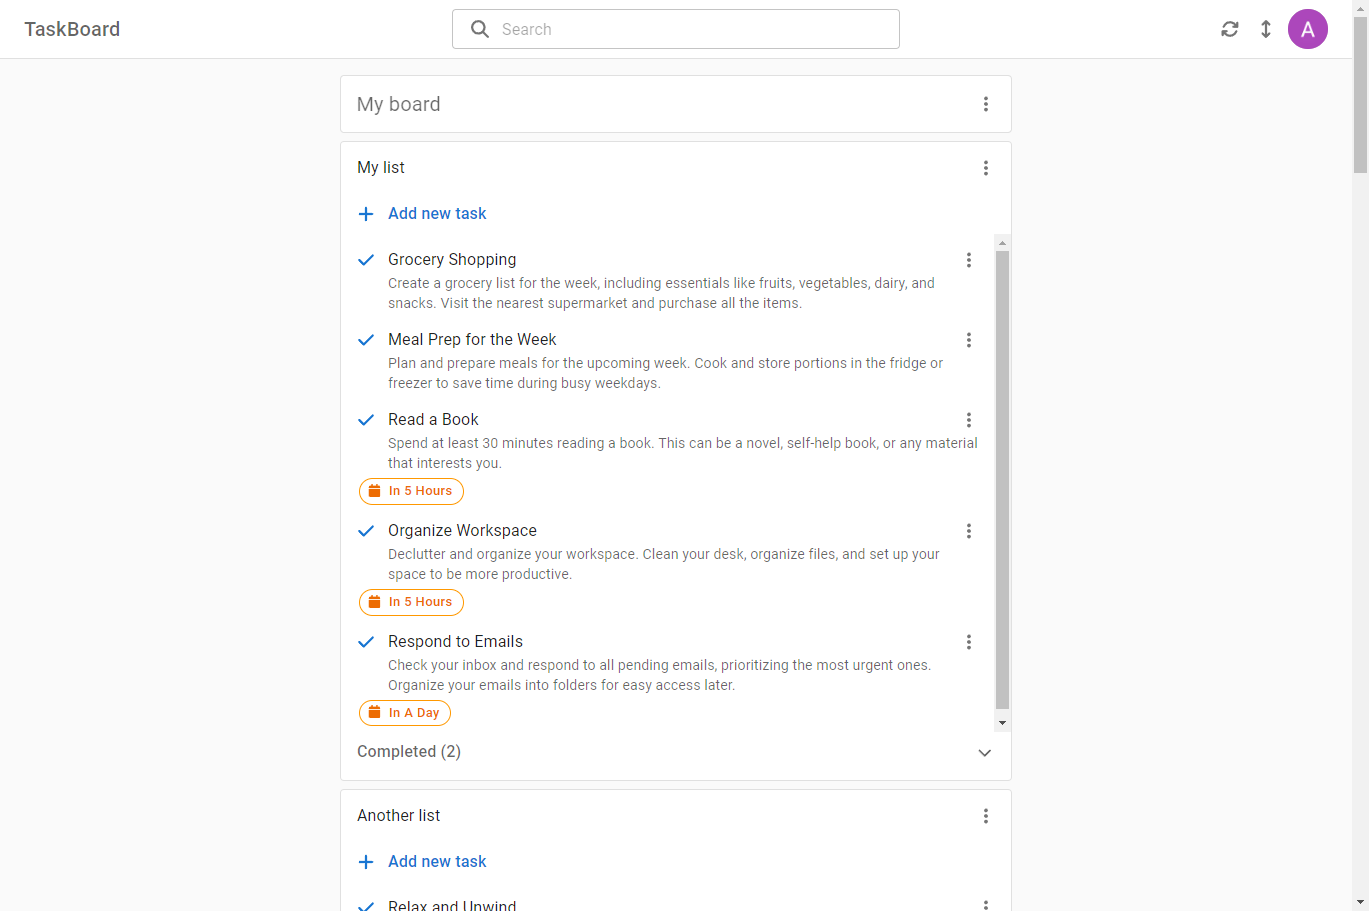 TaskBoard
Search
A
My board
My list
Add new task
Grocery Shopping
Create a grocery list for the week, including essentials like fruits, vegetables, dairy, and
snacks. Visit the nearest supermarket and purchase all the items.
Meal Prep for the Week
Plan and prepare meals for the upcoming week. Cook and store portions in the fridge or
freezer to save time during busy weekdays.
Read a Book
Spend at least 30 minutes reading a book. This can be a novel, self-help book, or any material
that interests you.
In 5 Hours
Organize Workspace
Declutter and organize your workspace. Clean your desk, organize files, and set up your
space to be more productive.
In 5 Hours
Respond to Emails
Check your inbox and respond to all pending emails, prioritizing the most urgent ones.
Organize your emails into folders for easy access later.
In A Day
Completed (2)
Another list
Add new task
Relax and Unwind